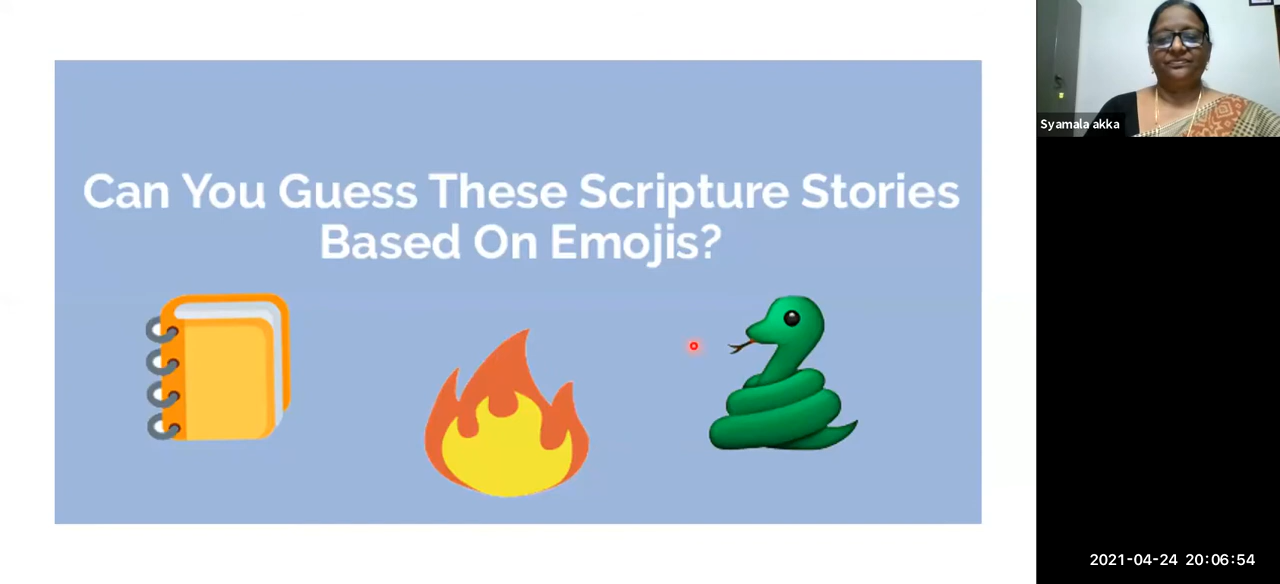 Can You Guess These Scripture Stories
Based On Emojis?
Syamala akka
2021-04-24 20:06:54